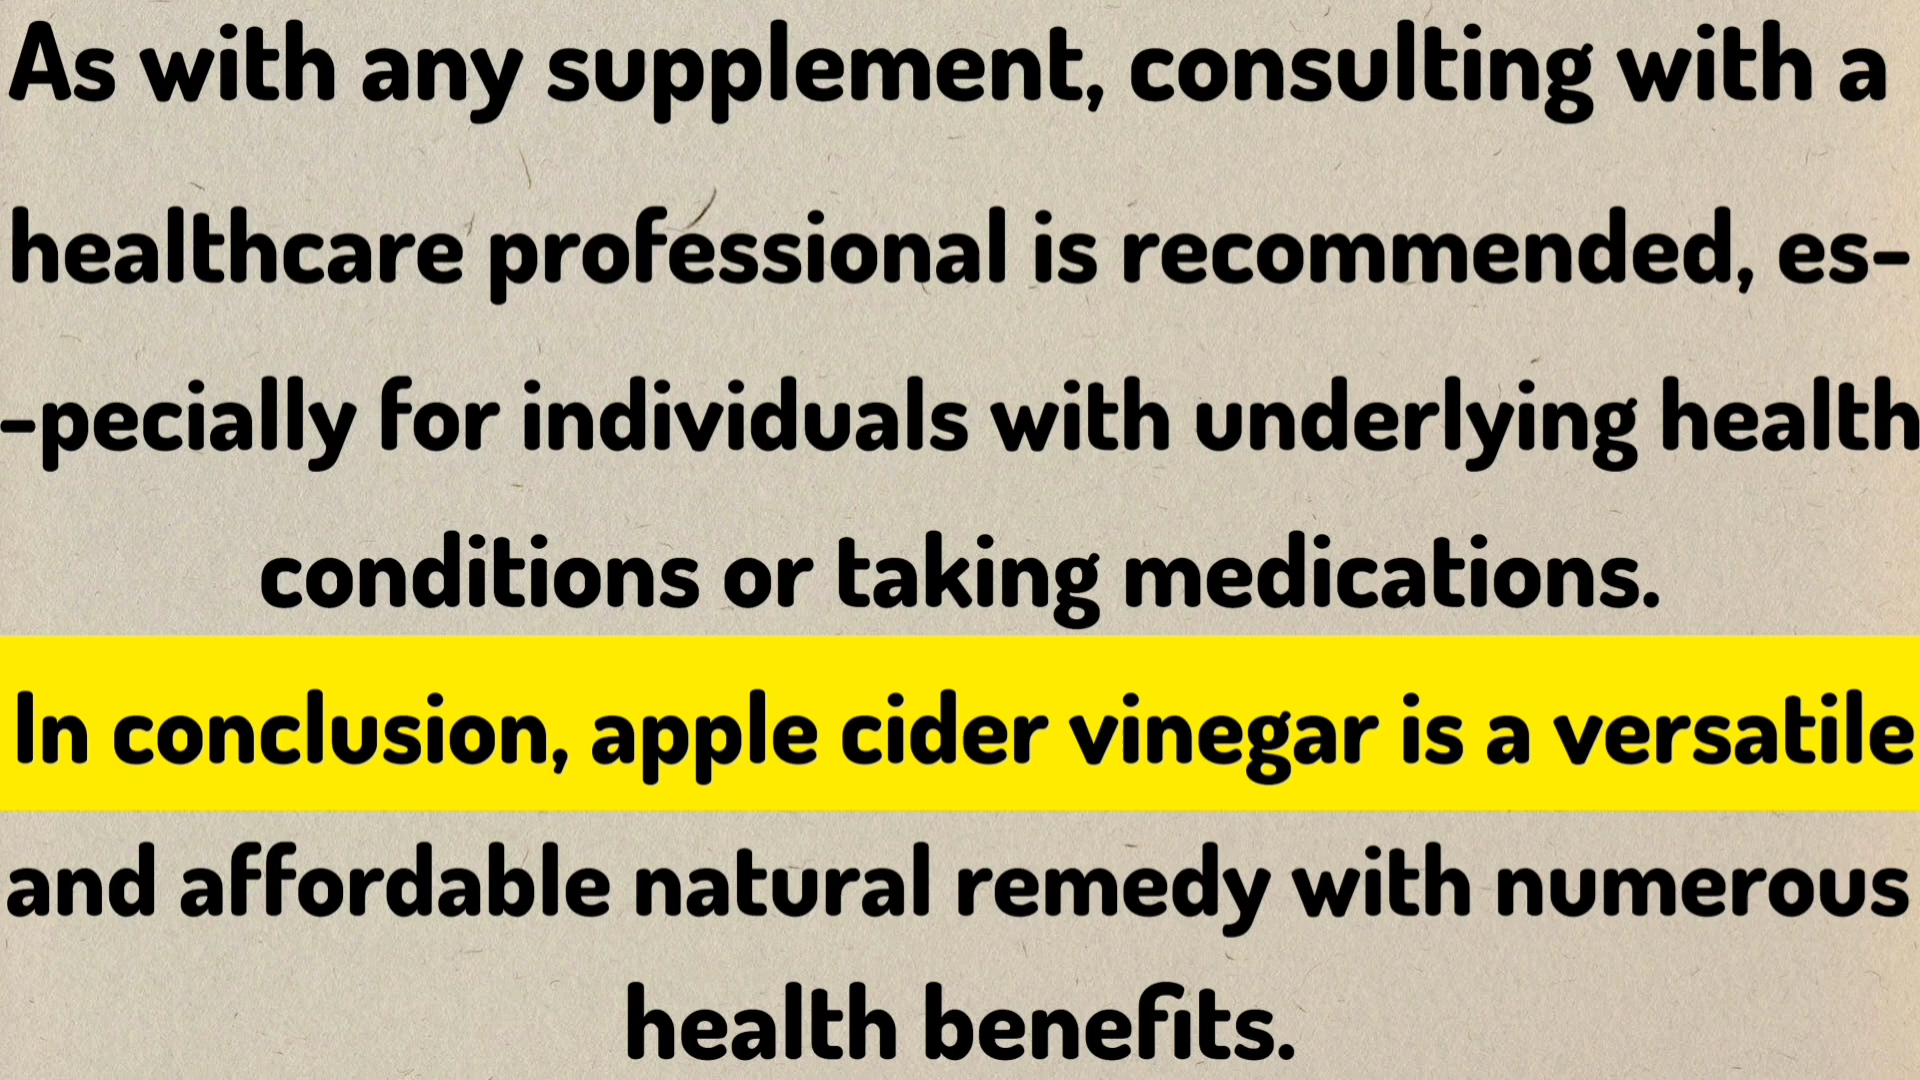 As with any supplement, consulting with a
healthcare professional is recommended, es-
-pecially for individuals with underlying health
conditions or taking medications.
In conclusion, apple cider vinegar is a versatile
and affordable natural remedy with numerous
health benefits.